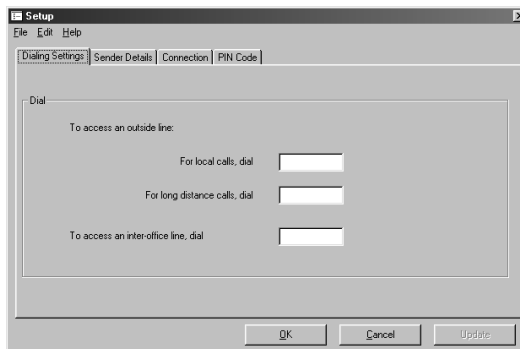 Setup
File Edit Help
Dialing Settings Sender Details Connection PIN Code
Dial
To access an outside line:
For local calls, dial
For long distance calls, dial
To access an inter-office line, dial
OK Cancel Update